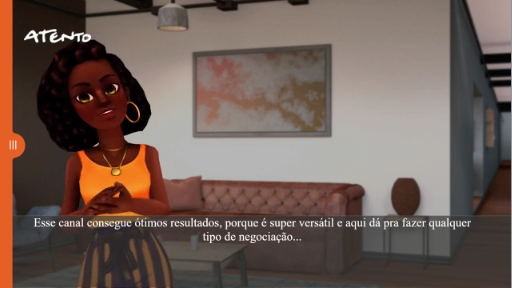 ATENTO
Esse canal consegue ótimos resultados, porque é super versátil e aqui dá pra fazer qualquer
tipo de negociação...